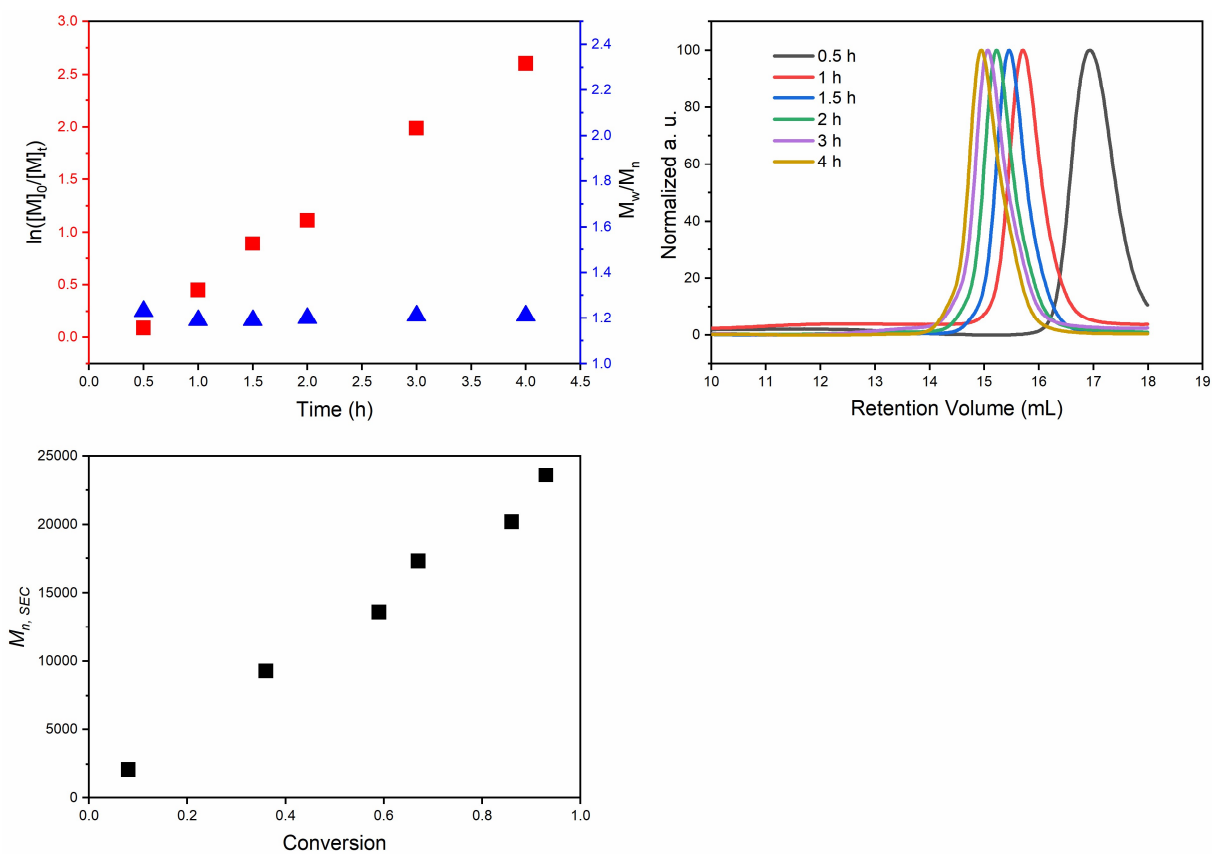 3.0
2.5
2.0
1.5
1.0
0.5
0.0
ln([M]0/[M]t)
2.4
2.2
2.0
1.8
1.6
1.4
1.2
1.0
Mw/Mn
0.0 0.5 1.0 1.5 2.0 2.5 3.0 3.5 4.0 4.5
Time (h)
100
80
60
40
20
0
Normalized a. u.
0.5 h
1 h
1.5 h
2 h
3 h
4 h
10 11 12 13 14 15 16 17 18 19
Retention Volume (mL)
25000
20000
15000
10000
5000
0
Mn, SEC
0.0 0.2 0.4 0.6 0.8 1.0
Conversion